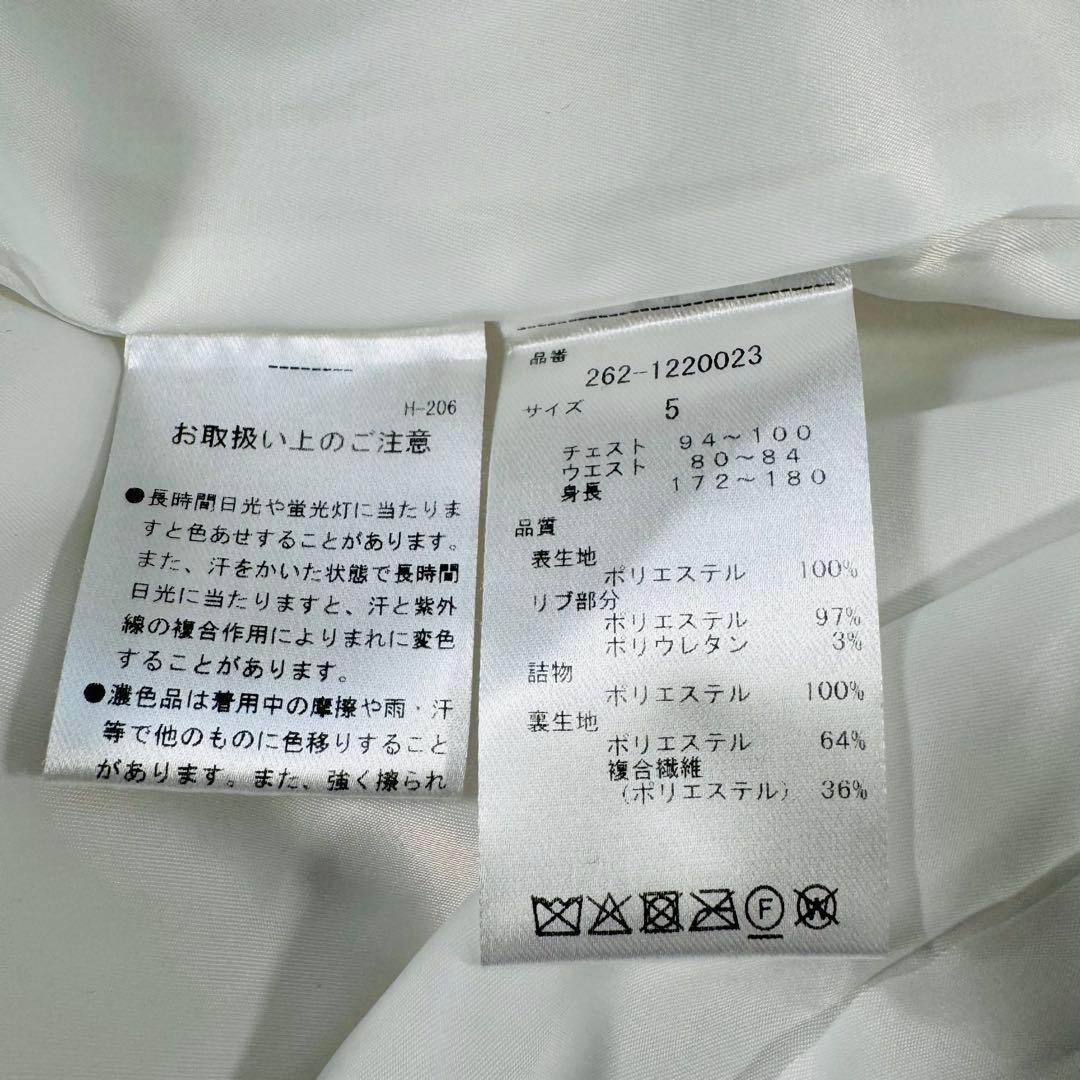 H-206
お取扱い上のご注意
●長時間日光や蛍光灯に当たりま
すと色あせすることがあります。
また、汗をかいた状態で長時間
日光に当たりますと、汗と紫外
線の複合作用によりまれに変色
することがあります。
●濃色品は着用中の摩擦や雨・汗
等で他のものに色移りすること
があります。また、強く擦られ
品番
262-1220023
サイズ 5
チェスト 94～100
ウエスト 80～84
身長 172～180
品質
表生地
ポリエステル 100%
リブ部分
ポリエステル 97%
ポリウレタン 3%
詰物
ポリエステル 100%
裏生地
ポリエステル 64%
複合繊維
(ポリエステル) 36%
F W